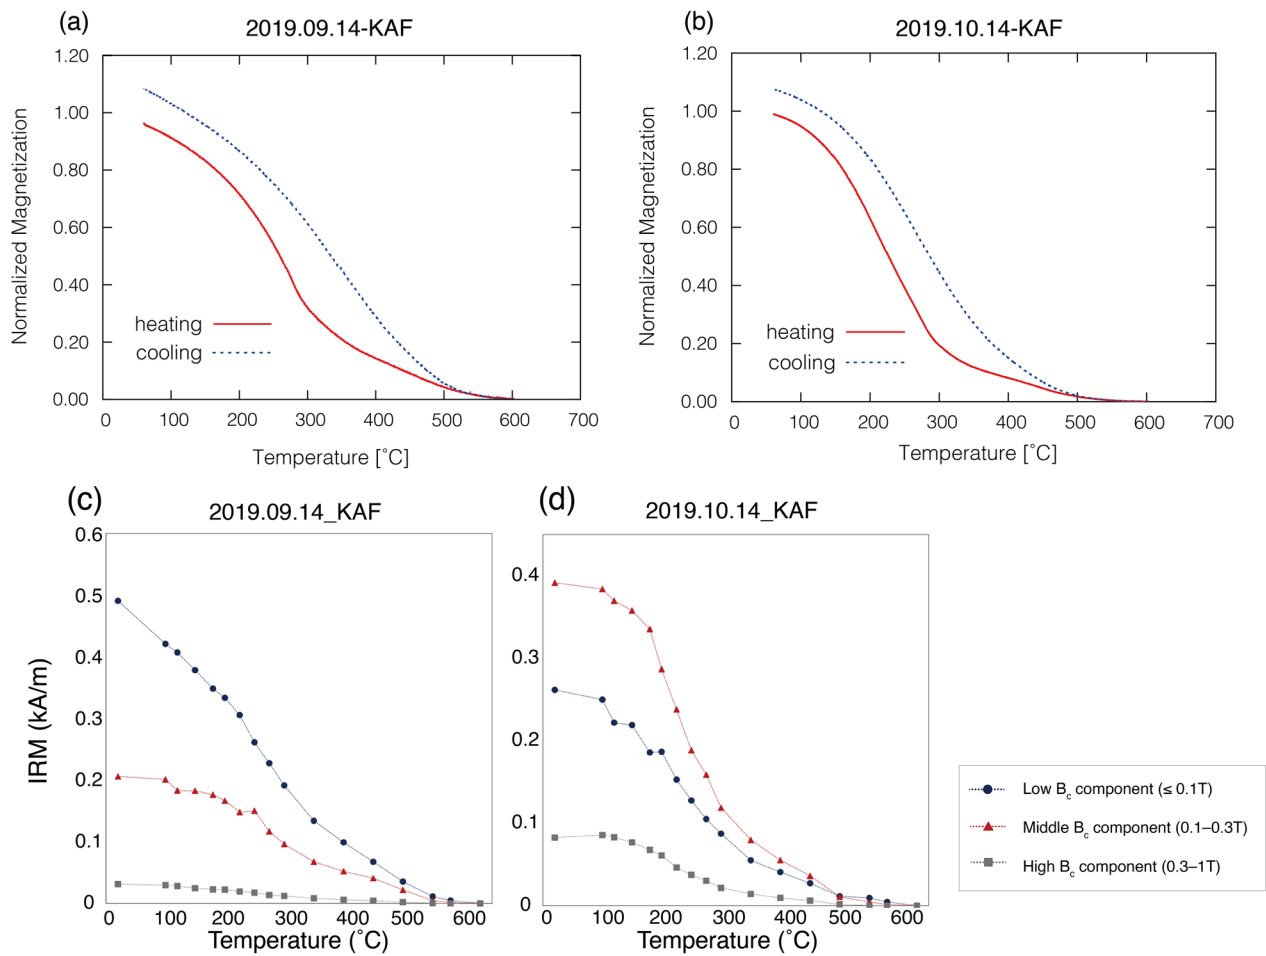 (a)
2019.09.14-KAF
1.20
1.00
0.80
0.60
0.40
0.20
0.00
Normalized Magnetization
heating
cooling
0 100 200 300 400 500 600 700
Temperature [˚C]
(b)
2019.10.14-KAF
1.20
1.00
0.80
0.60
0.40
0.20
0.00
Normalized Magnetization
heating
cooling
0 100 200 300 400 500 600 700
Temperature [˚C]
(c)
2019.09.14_KAF
0.6
0.5
0.4
0.3
0.2
0.1
0
IRM (kA/m)
0 100 200 300 400 500 600
Temperature (˚C)
(d)
2019.10.14_KAF
0.4
0.3
0.2
0.1
0
0 100 200 300 400 500 600
Temperature (˚C)
Low Bc component (≤ 0.1T)
Middle Bc component (0.1–0.3T)
High Bc component (0.3–1T)